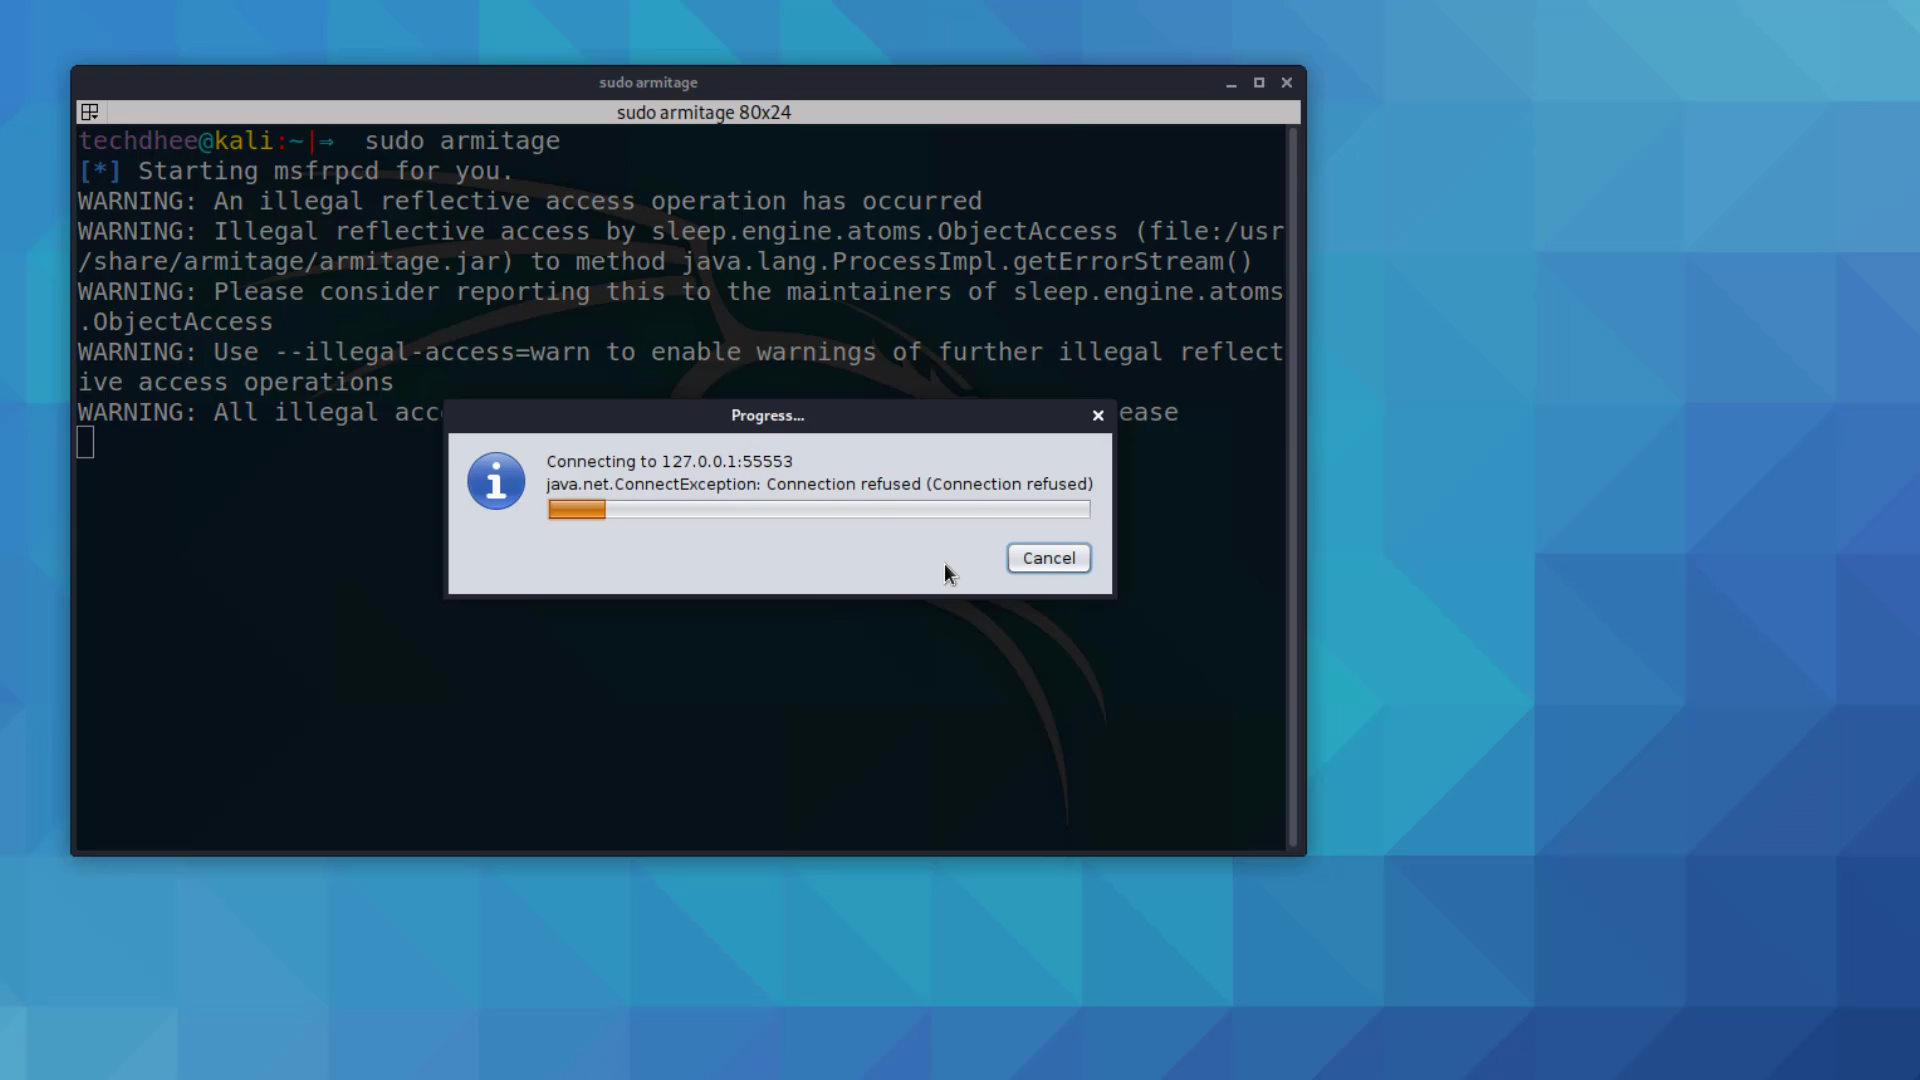 sudo armitage
sudo armitage 80x24
techdhee@kali:~|⇒  sudo armitage
[*] Starting msfrpcd for you.
WARNING: An illegal reflective access operation has occurred
WARNING: Illegal reflective access by sleep.engine.atoms.ObjectAccess (file:/usr
/share/armitage/armitage.jar) to method java.lang.ProcessImpl.getErrorStream()
WARNING: Please consider reporting this to the maintainers of sleep.engine.atoms
.ObjectAccess
WARNING: Use --illegal-access=warn to enable warnings of further illegal reflect
ive access operations
WARNING: All illegal acc ease
Progress...
Connecting to 127.0.0.1:55553
java.net.ConnectException: Connection refused (Connection refused)
Cancel